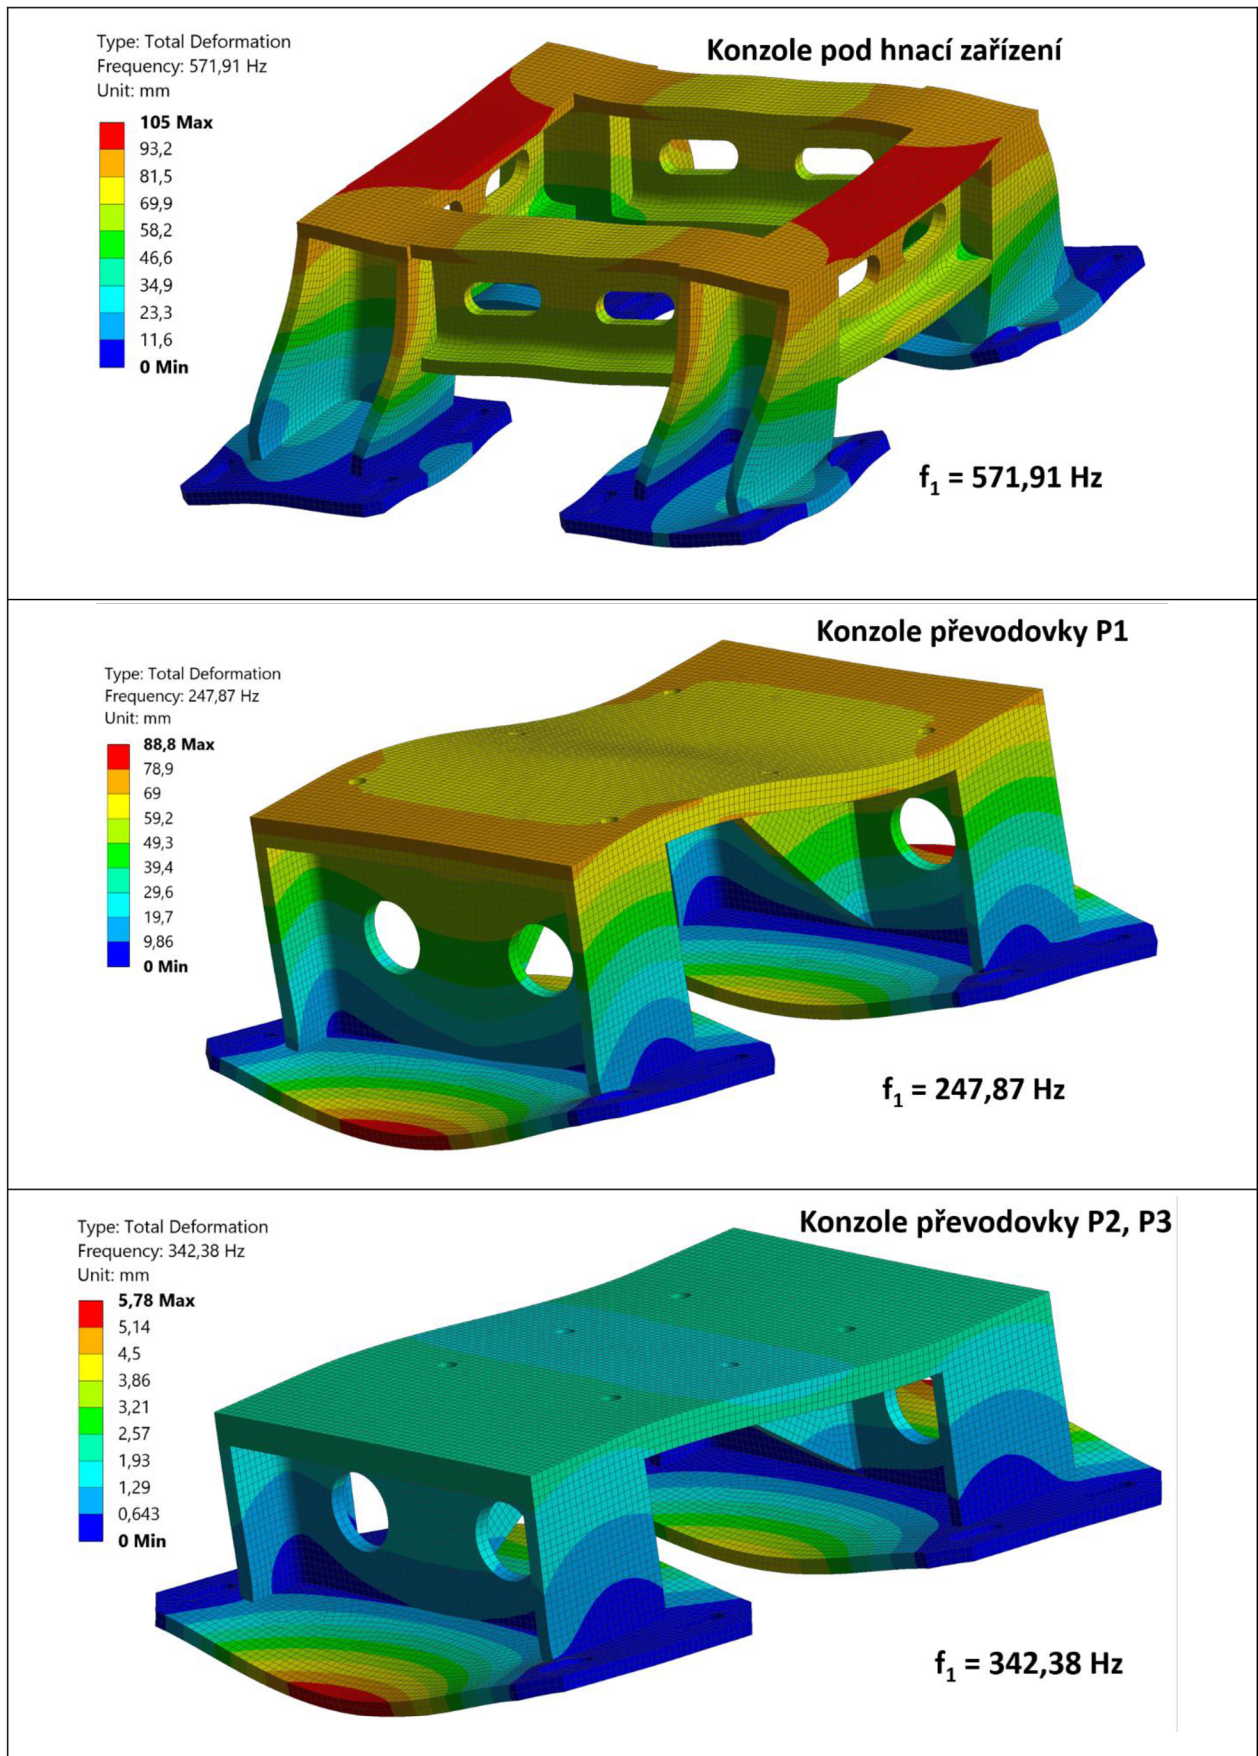 Type: Total Deformation
Frequency: 571,91 Hz
Unit: mm
Konzole pod hnací zařízení
105 Max
93,2
81,5
69,9
58,2
46,6
34,9
23,3
11,6
0 Min
f1 = 571,91 Hz
Konzole převodovky P1
Type: Total Deformation
Frequency: 247,87 Hz
Unit: mm
88,8 Max
78,9
69
59,2
49,3
39,4
29,6
19,7
9,86
0 Min
f1 = 247,87 Hz
Konzole převodovky P2, P3
Type: Total Deformation
Frequency: 342,38 Hz
Unit: mm
5,78 Max
5,14
4,5
3,86
3,21
2,57
1,93
1,29
0,643
0 Min
f1 = 342,38 Hz